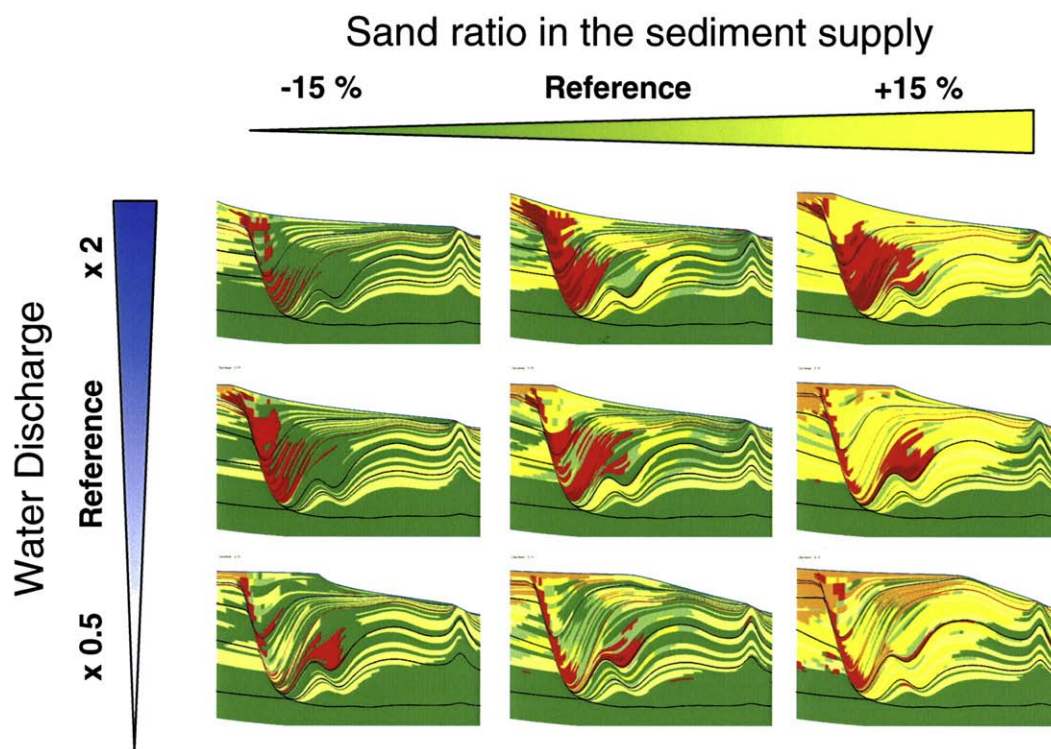 Sand ratio in the sediment supply
-15 %
Reference
+15 %
Water Discharge
x 2
Reference
x 0.5